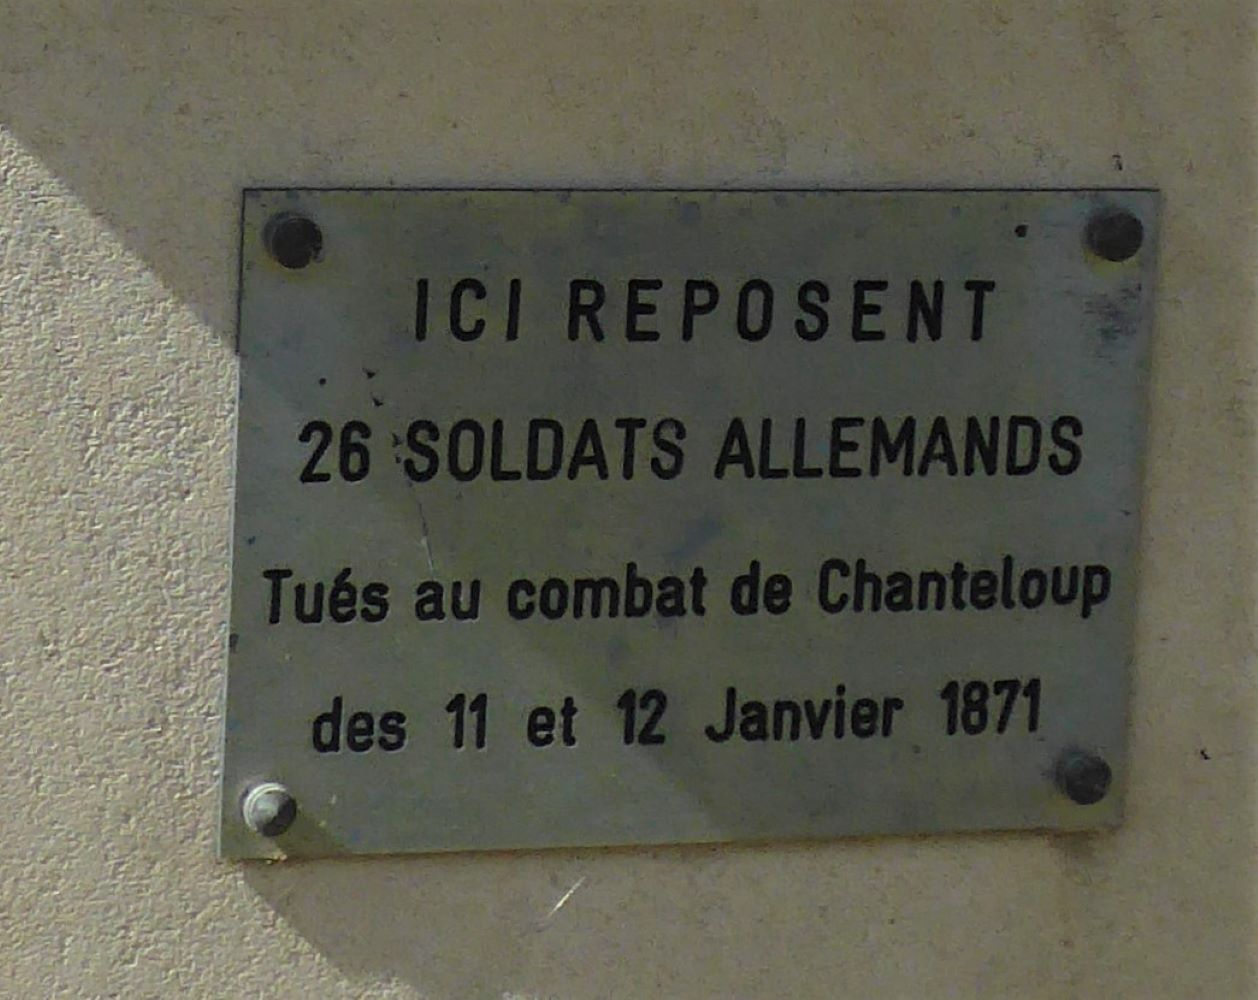 ICI REPOSENT
26 SOLDATS ALLEMANDS
Tués au combat de Chanteloup
des 11 et 12 Janvier 1871